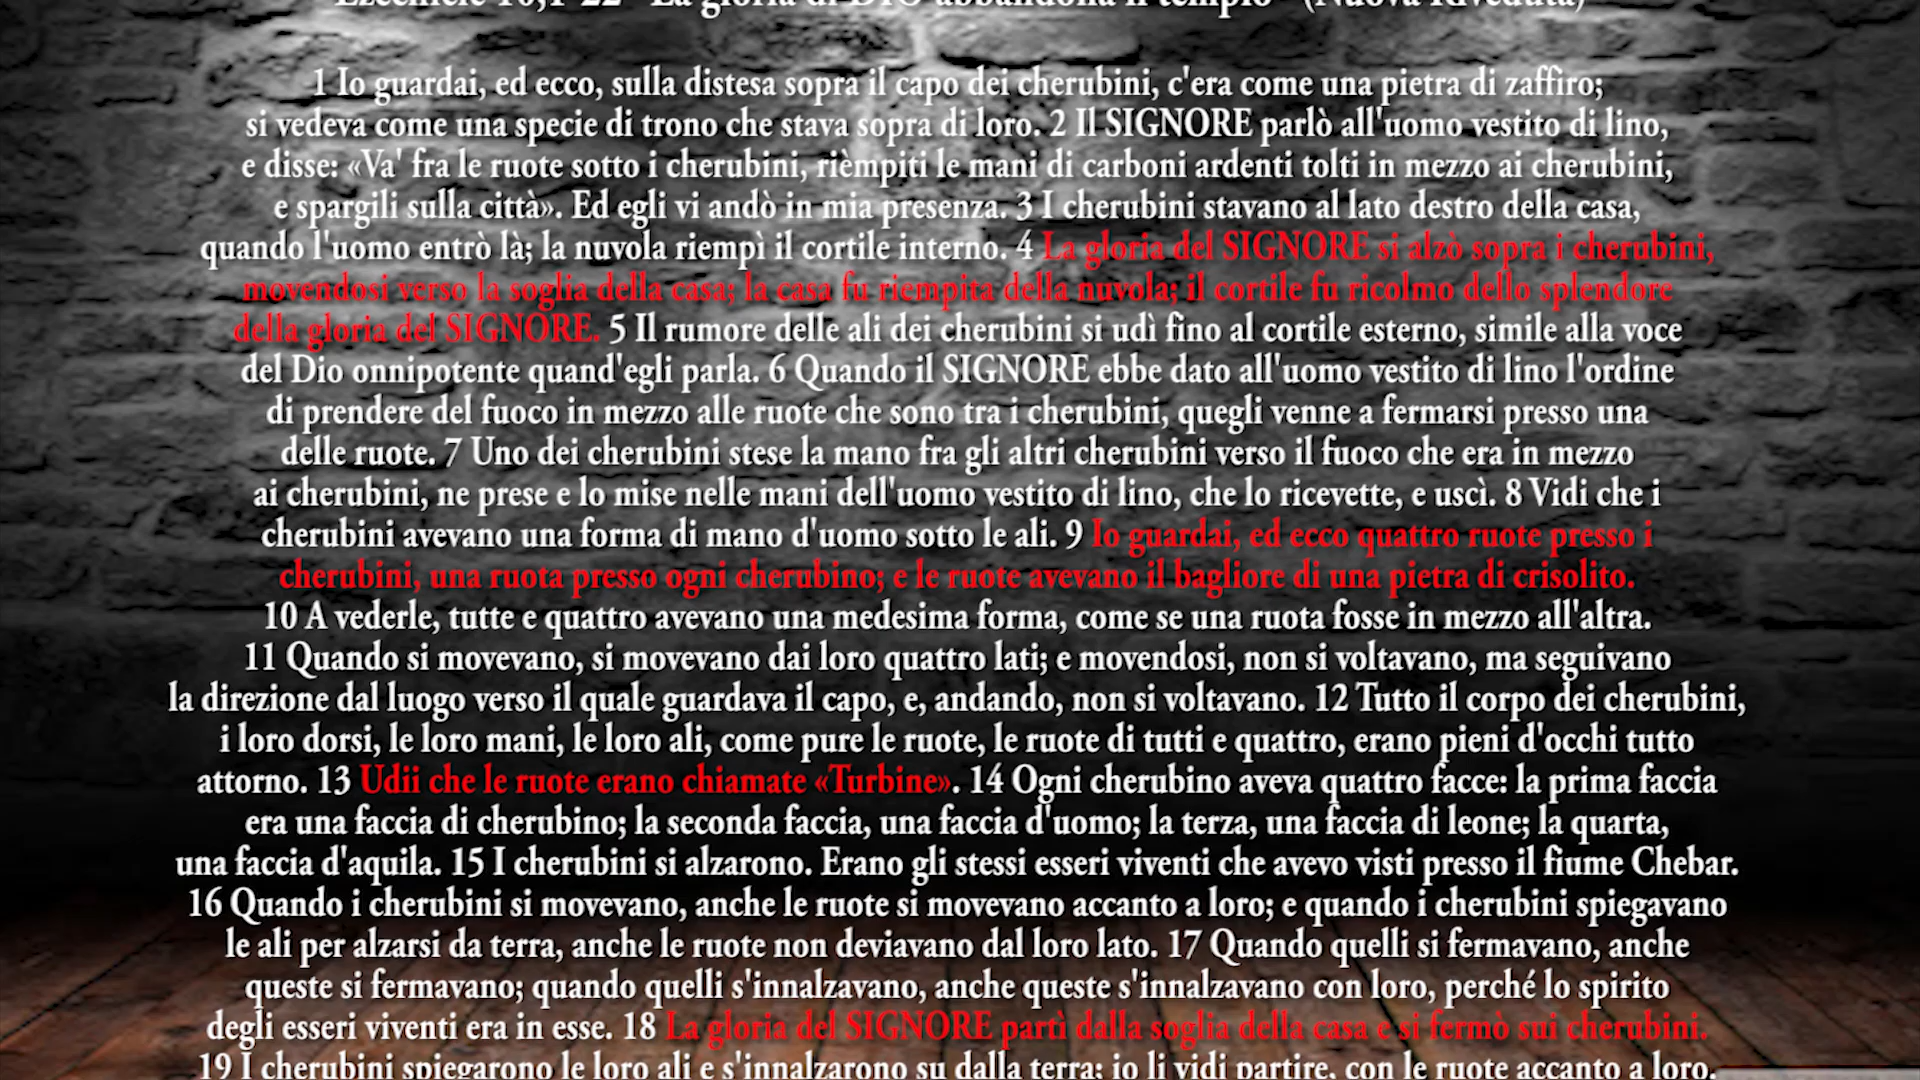 Ezechiele 10,1-22 "La gloria di DIO abbandona il tempio" (Nuova Riveduta)
1 Io guardai, ed ecco, sulla distesa sopra il capo dei cherubini, c'era come una pietra di zaffiro;
si vedeva come una specie di trono che stava sopra di loro. 2 Il SIGNORE parlò all'uomo vestito di lino,
e disse: «Va' fra le ruote sotto i cherubini, rièmpiti le mani di carboni ardenti tolti in mezzo ai cherubini,
e spargili sulla città». Ed egli vi andò in mia presenza. 3 I cherubini stavano al lato destro della casa,
quando l'uomo entrò là; la nuvola riempì il cortile interno. 4 La gloria del SIGNORE si alzò sopra i cherubini,
movendosi verso la soglia della casa; la casa fu riempita della nuvola; il cortile fu ricolmo dello splendore
della gloria del SIGNORE. 5 Il rumore delle ali dei cherubini si udì fino al cortile esterno, simile alla voce
del Dio onnipotente quand'egli parla. 6 Quando il SIGNORE ebbe dato all'uomo vestito di lino l'ordine
di prendere del fuoco in mezzo alle ruote che sono tra i cherubini, quegli venne a fermarsi presso una
delle ruote. 7 Uno dei cherubini stese la mano fra gli altri cherubini verso il fuoco che era in mezzo
ai cherubini, ne prese e lo mise nelle mani dell'uomo vestito di lino, che lo ricevette, e uscì. 8 Vidi che i
cherubini avevano una forma di mano d'uomo sotto le ali. 9 Io guardai, ed ecco quattro ruote presso i
cherubini, una ruota presso ogni cherubino; e le ruote avevano il bagliore di una pietra di crisolito.
10 A vederle, tutte e quattro avevano una medesima forma, come se una ruota fosse in mezzo all'altra.
11 Quando si movevano, si movevano dai loro quattro lati; e movendosi, non si voltavano, ma seguivano
la direzione dal luogo verso il quale guardava il capo, e, andando, non si voltavano. 12 Tutto il corpo dei cherubini,
i loro dorsi, le loro mani, le loro ali, come pure le ruote, le ruote di tutti e quattro, erano pieni d'occhi tutto
attorno. 13 Udii che le ruote erano chiamate «Turbine». 14 Ogni cherubino aveva quattro facce: la prima faccia
era una faccia di cherubino; la seconda faccia, una faccia d'uomo; la terza, una faccia di leone; la quarta,
una faccia d'aquila. 15 I cherubini si alzarono. Erano gli stessi esseri viventi che avevo visti presso il fiume Chebar.
16 Quando i cherubini si movevano, anche le ruote si movevano accanto a loro; e quando i cherubini spiegavano
le ali per alzarsi da terra, anche le ruote non deviavano dal loro lato. 17 Quando quelli si fermavano, anche
queste si fermavano; quando quelli s'innalzavano, anche queste s'innalzavano con loro, perché lo spirito
degli esseri viventi era in esse. 18 La gloria del SIGNORE partì dalla soglia della casa e si fermò sui cherubini.
19 I cherubini spiegarono le loro ali e s'innalzarono su dalla terra; io li vidi partire, con le ruote accanto a loro.